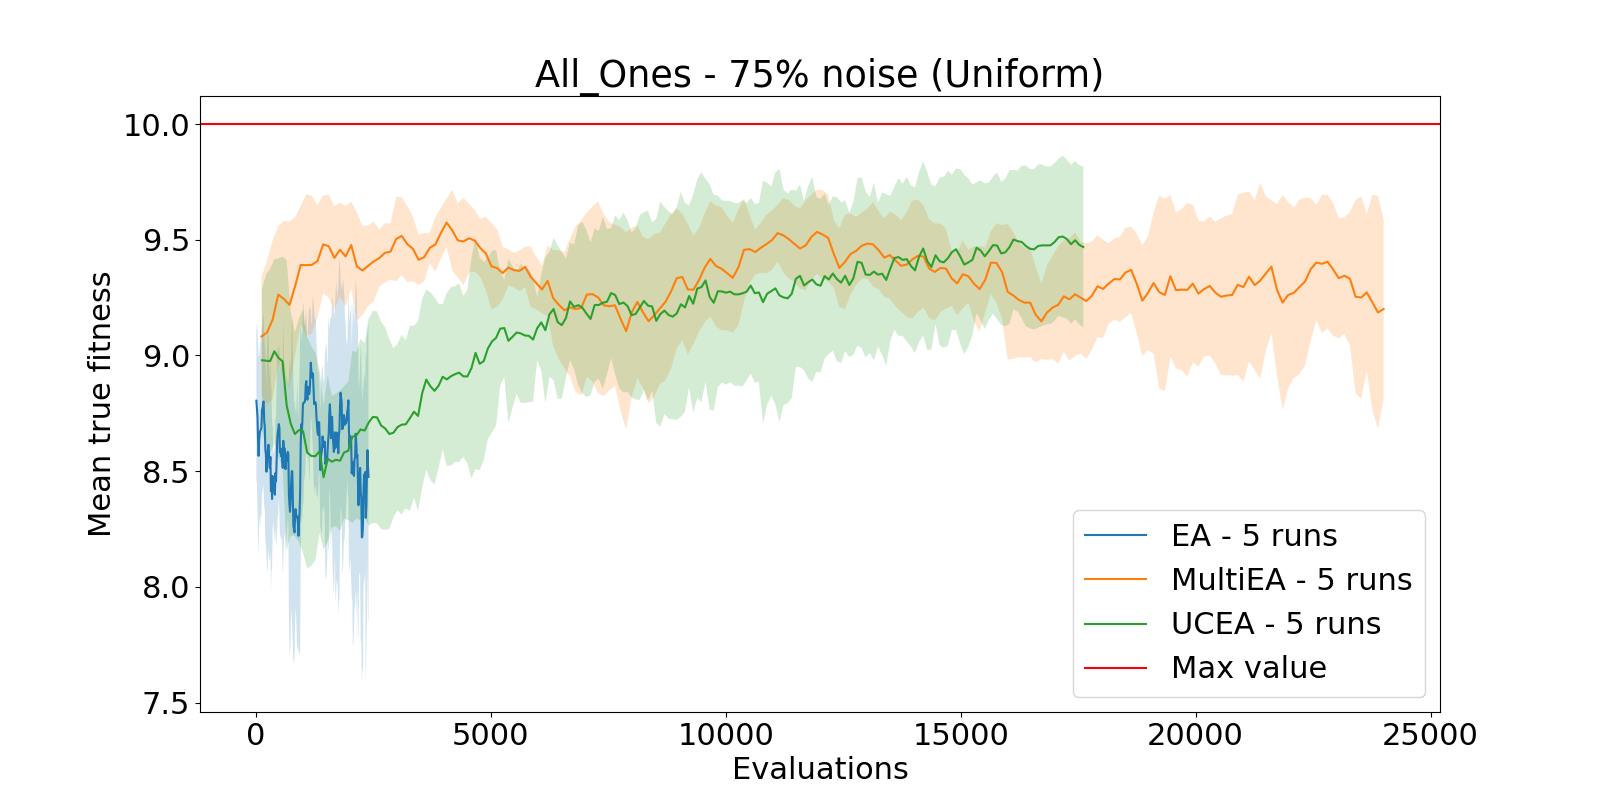 All_Ones - 75% noise (Uniform)
Mean true fitness
10.0
9.5
9.0
8.5
8.0
7.5
0 5000 10000 15000 20000 25000
Evaluations
EA - 5 runs
MultiEA - 5 runs
UCEA - 5 runs
Max value